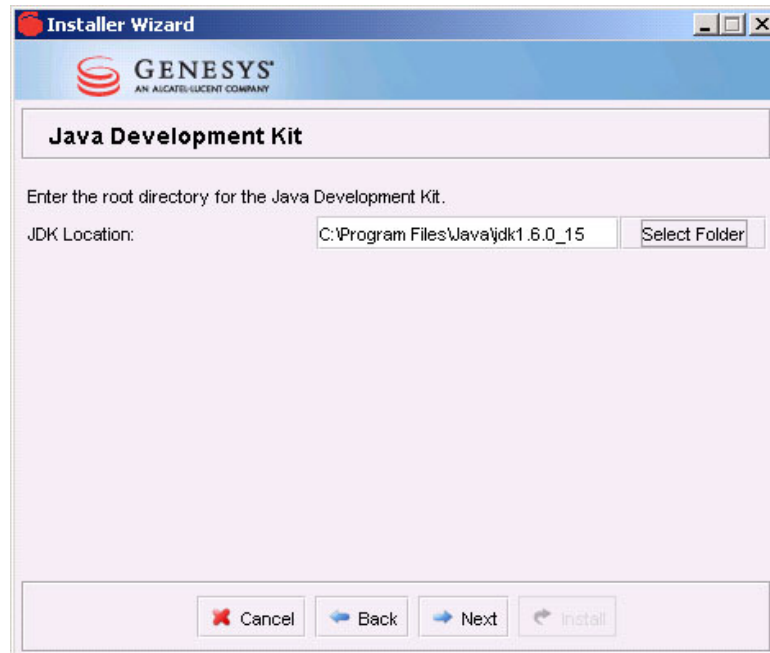 Installer Wizard
GENESYS
AN ALCATEL-LUCENT COMPANY
Java Development Kit
Enter the root directory for the Java Development Kit.
JDK Location:
C:\Program Files\Java\jdk1.6.0_15
Select Folder
Cancel
Back
Next
Install